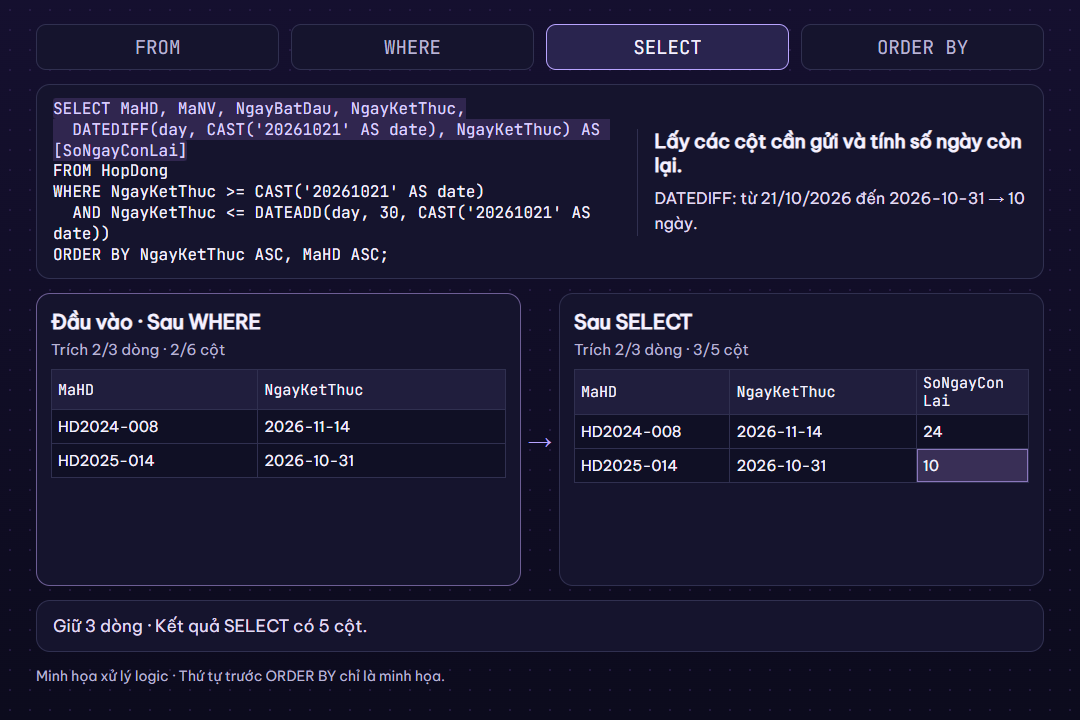 FROM
WHERE
SELECT
ORDER BY
SELECT MaHD, MaNV, NgayBatDau, NgayKetThuc,
DATEDIFF(day, CAST('20261021' AS date), NgayKetThuc) AS
[SoNgayConLai]
FROM HopDong
WHERE NgayKetThuc >= CAST('20261021' AS date)
AND NgayKetThuc <= DATEADD(day, 30, CAST('20261021' AS
date))
ORDER BY NgayKetThuc ASC, MaHD ASC;
Lấy các cột cần gửi và tính số ngày còn
lại.
DATEDIFF: từ 21/10/2026 đến 2026-10-31 → 10
ngày.
Đầu vào · Sau WHERE
Trích 2/3 dòng · 2/6 cột
MaHD NgayKetThuc
HD2024-008 2026-11-14
HD2025-014 2026-10-31
→
Sau SELECT
Trích 2/3 dòng · 3/5 cột
MaHD NgayKetThuc SoNgayCon
Lai
HD2024-008 2026-11-14 24
HD2025-014 2026-10-31 10
Giữ 3 dòng · Kết quả SELECT có 5 cột.
Minh họa xử lý logic · Thứ tự trước ORDER BY chỉ là minh họa.